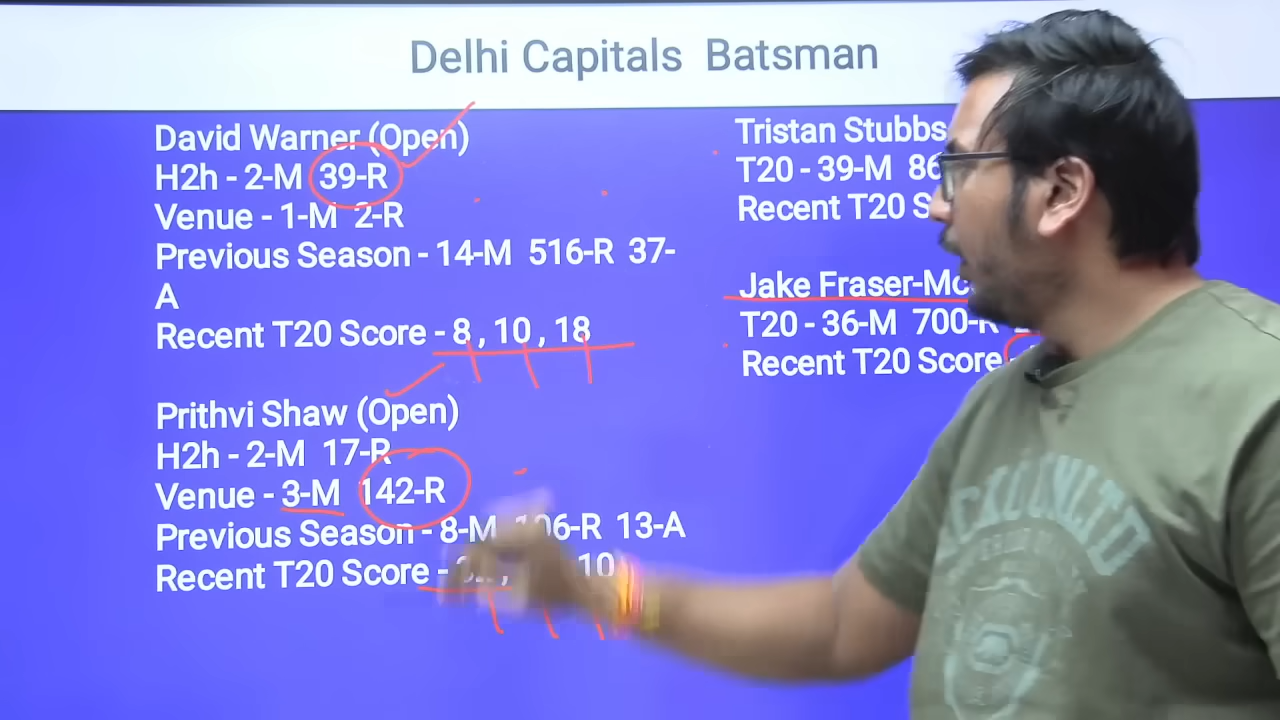 Delhi Capitals Batsman
David Warner (Open)
H2h - 2-M 39-R
Venue - 1-M 2-R
Previous Season - 14-M 516-R 37-
A
Recent T20 Score - 8 , 10 , 18
Prithvi Shaw (Open)
H2h - 2-M 17-R
Venue - 3-M 142-R
Previous Season - 8-M 106-R 13-A
Recent T20 Score - 10
Tristan Stubbs
T20 - 39-M
Recent T20
Jake
T20 - 36-M 700-R
Recent T20 Score